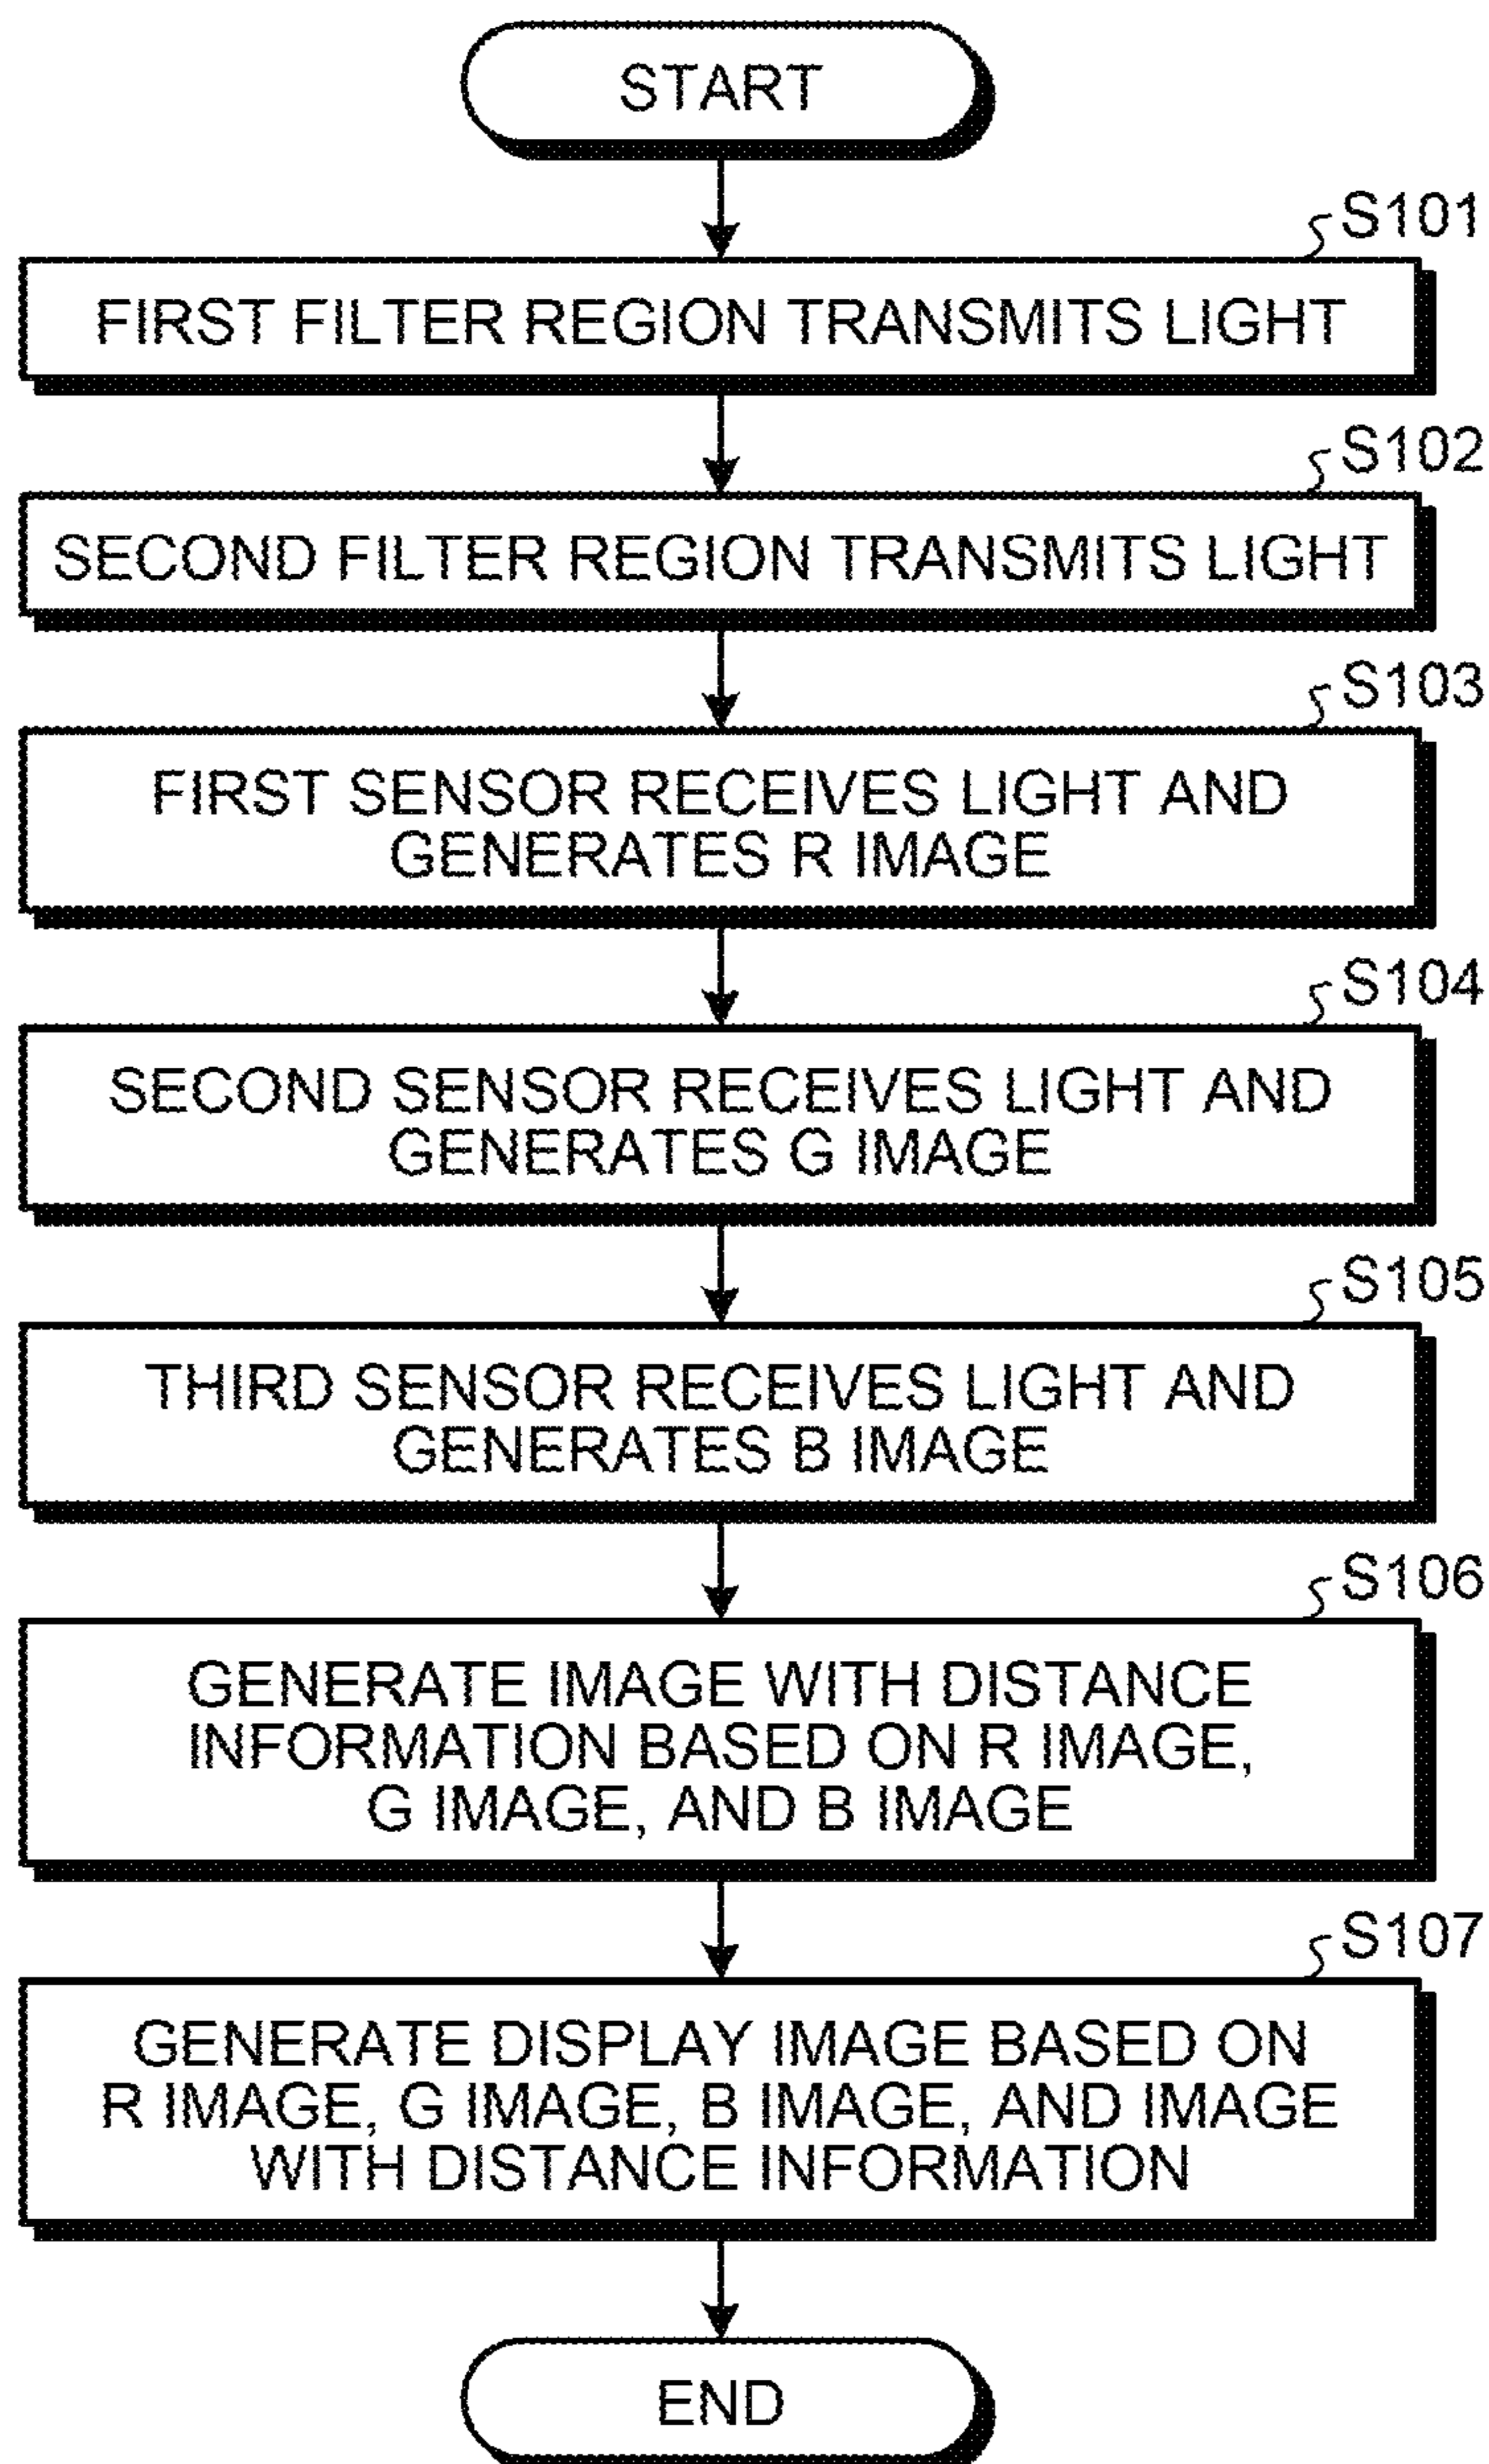 START
S101
FIRST FILTER REGION TRANSMITS LIGHT
S102
SECOND FILTER REGION TRANSMITS LIGHT
S103
FIRST SENSOR RECEIVES LIGHT AND
GENERATES R IMAGE
S104
SECOND SENSOR RECEIVES LIGHT AND
GENERATES G IMAGE
S105
THIRD SENSOR RECEIVES LIGHT AND
GENERATES B IMAGE
S106
GENERATE IMAGE WITH DISTANCE
INFORMATION BASED ON R IMAGE,
G IMAGE, AND B IMAGE
S107
GENERATE DISPLAY IMAGE BASED ON
R IMAGE, G IMAGE, B IMAGE, AND IMAGE
WITH DISTANCE INFORMATION
END